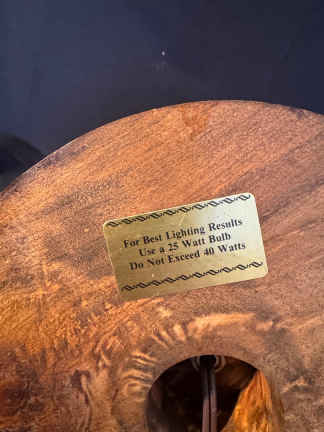 For Best Lighting Results
Use a 25 Watt Bulb
Do Not Exceed 40 Watts